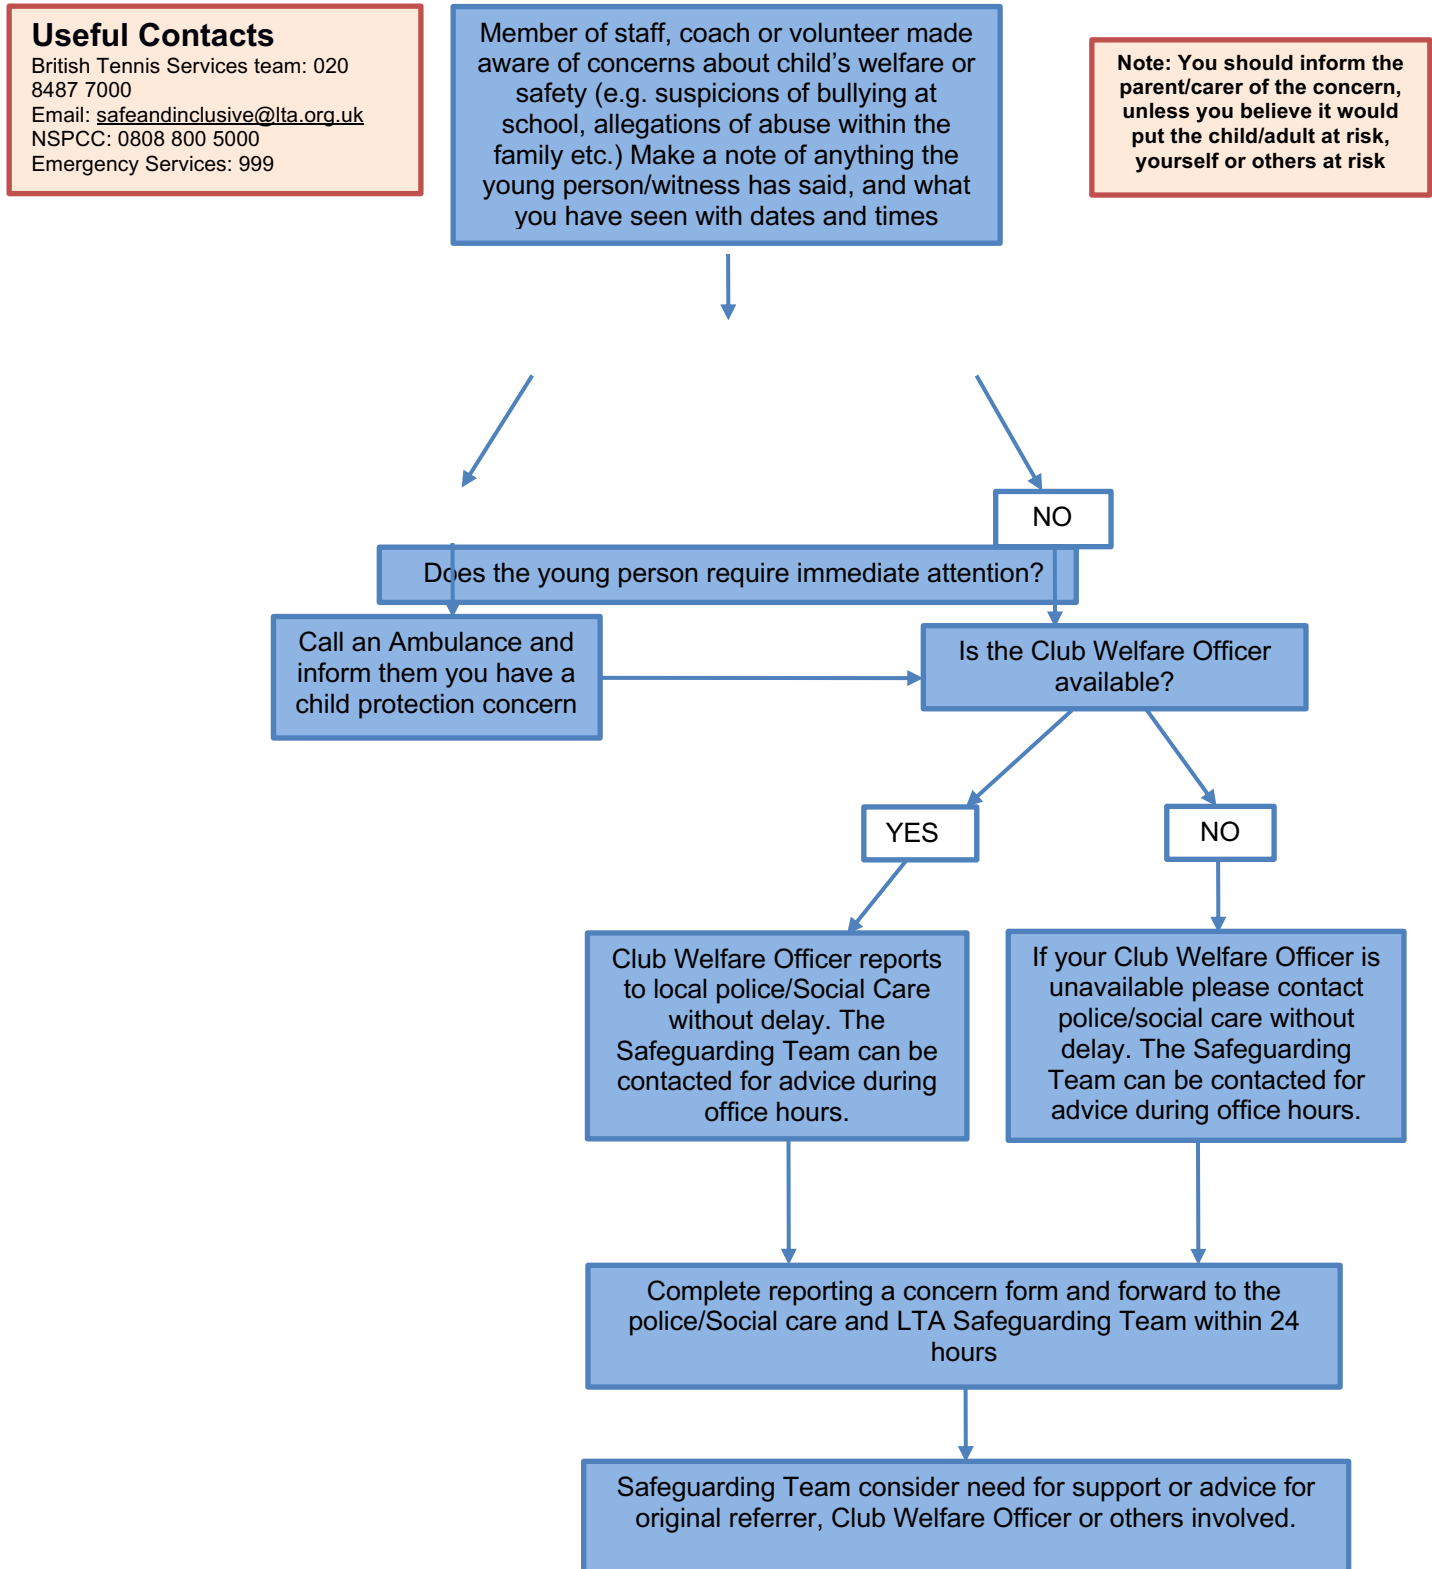 Useful Contacts
British Tennis Services team: 020
8487 7000
Email: safeandinclusive@lta.org.uk
NSPCC: 0808 800 5000
Emergency Services: 999
Member of staff, coach or volunteer made
aware of concerns about child's welfare or
safety (e.g. suspicions of bullying at
school, allegations of abuse within the
family etc.) Make a note of anything the
young person/witness has said, and what
you have seen with dates and times
Note: You should inform the
parent/carer of the concern,
unless you believe it would
put the child/adult at risk,
yourself or others at risk
NO
Does the young person require immediate attention?
Call an Ambulance and
inform them you have a
child protection concern
Is the Club Welfare Officer
available?
YES
NO
Club Welfare Officer reports
to local police/Social Care
without delay. The
Safeguarding Team can be
contacted for advice during
office hours.
If your Club Welfare Officer is
unavailable please contact
police/social care without
delay. The Safeguarding
Team can be contacted for
advice during office hours.
Complete reporting a concern form and forward to the
police/Social care and LTA Safeguarding Team within 24
hours
Safeguarding Team consider need for support or advice for
original referrer, Club Welfare Officer or others involved.